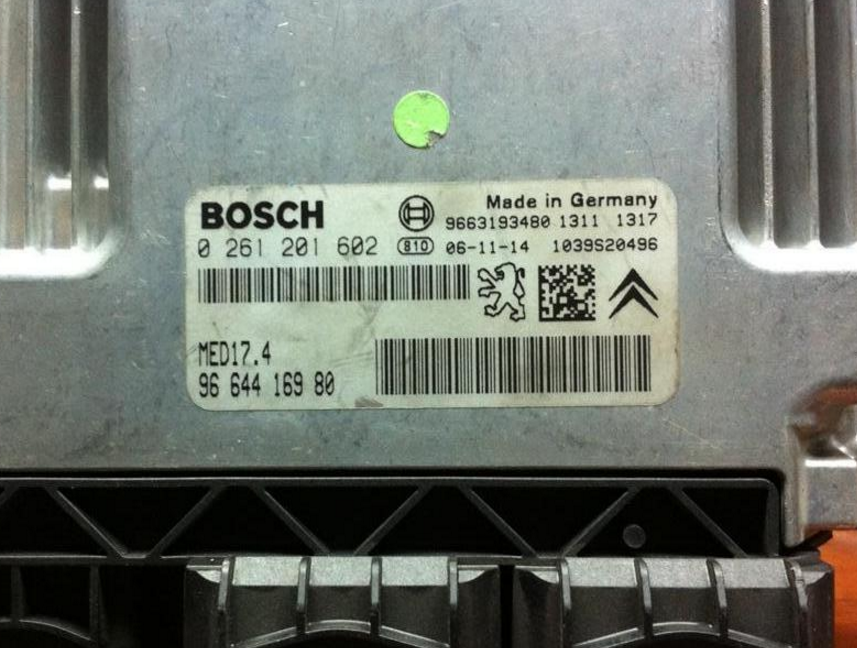 BOSCH
Made in Germany
9663193480 1311 1317
0 261 201 602 810 06-11-14 1039S20496
MED17.4
96 644 169 80